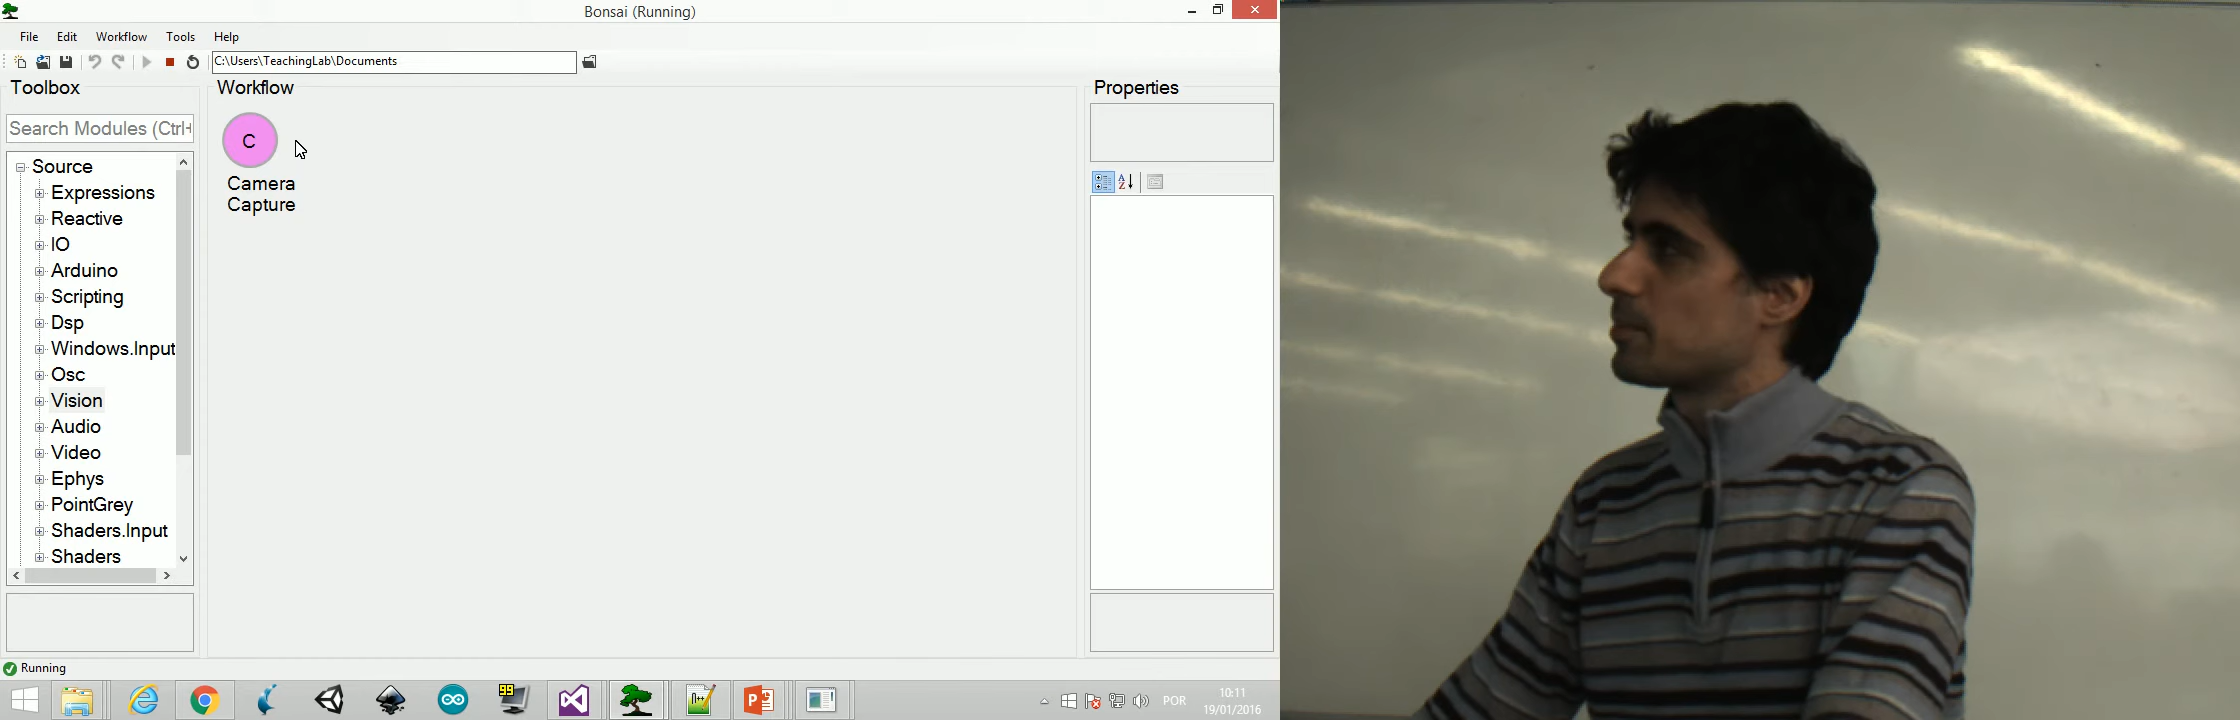 Bonsai (Running)
File Edit Workflow Tools Help
C:\Users\TeachingLab\Documents
Toolbox
Workflow
Properties
Search Modules (Ctrl+
C
Camera
Capture
A
Z
Source
Expressions
Reactive
IO
Arduino
Scripting
Dsp
Windows.Input
Osc
Vision
Audio
Video
Ephys
PointGrey
Shaders.Input
Shaders
Running
99
POR
10:11
19/01/2016